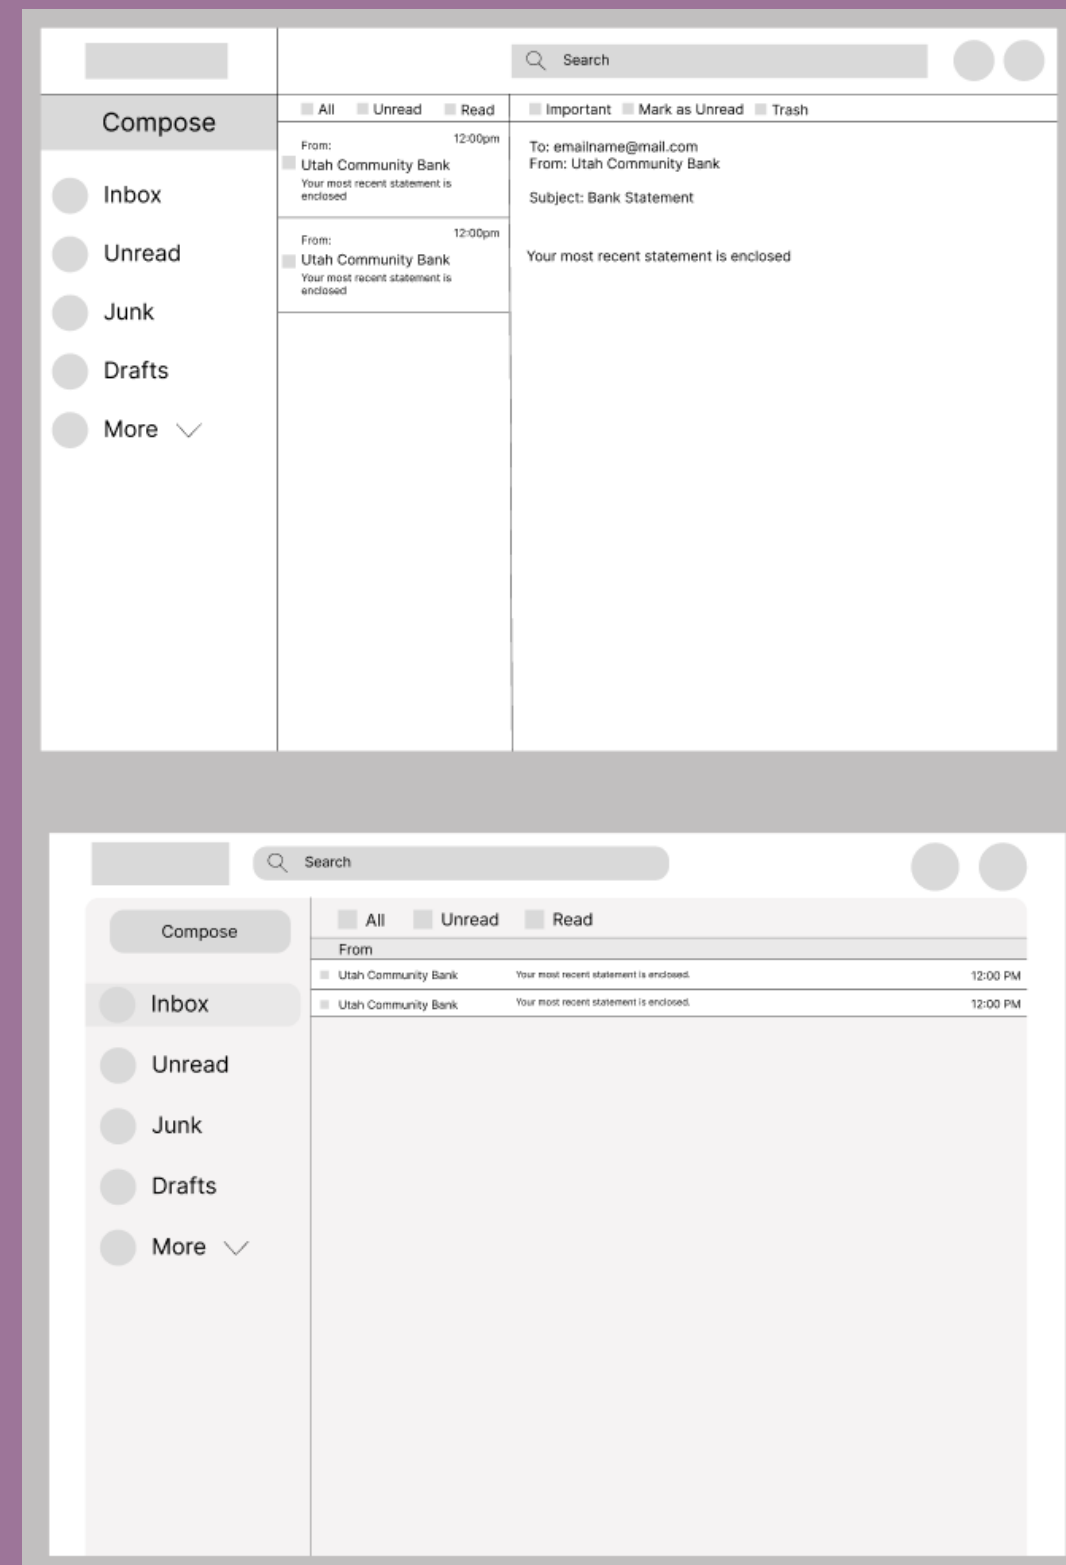 Search
Compose
Inbox
Unread
Junk
Drafts
More
All Unread Read
From: 12:00pm
Utah Community Bank
Your most recent statement is
enclosed
From: 12:00pm
Utah Community Bank
Your most recent statement is
enclosed
Important Mark as Unread Trash
To: emailname@mail.com
From: Utah Community Bank
Subject: Bank Statement
Your most recent statement is enclosed
Search
Compose
Inbox
Unread
Junk
Drafts
More
All Unread Read
From
Utah Community Bank Your most recent statement is enclosed. 12:00 PM
Utah Community Bank Your most recent statement is enclosed. 12:00 PM